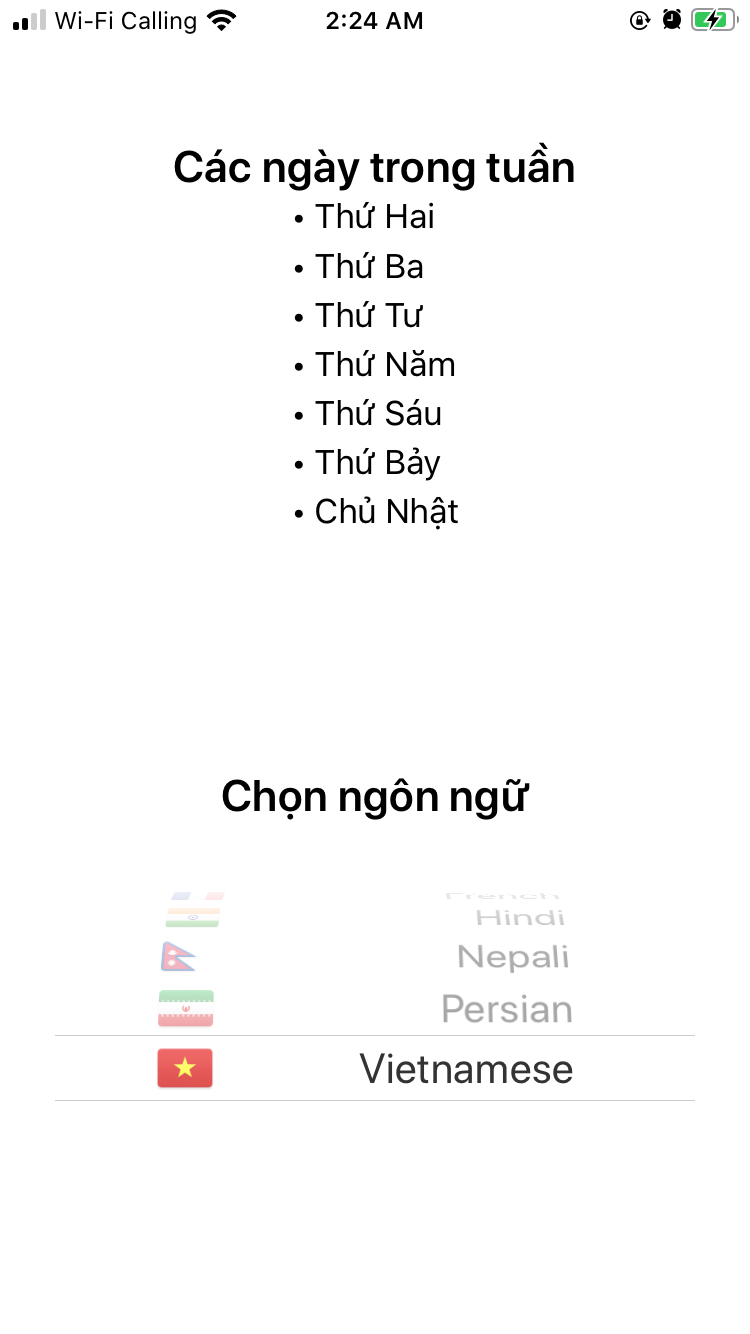 Wi-Fi Calling 2:24 AM
Các ngày trong tuần
• Thứ Hai
• Thứ Ba
• Thứ Tư
• Thứ Năm
• Thứ Sáu
• Thứ Bảy
• Chủ Nhật
Chọn ngôn ngữ
French
Hindi
Nepali
Persian
Vietnamese